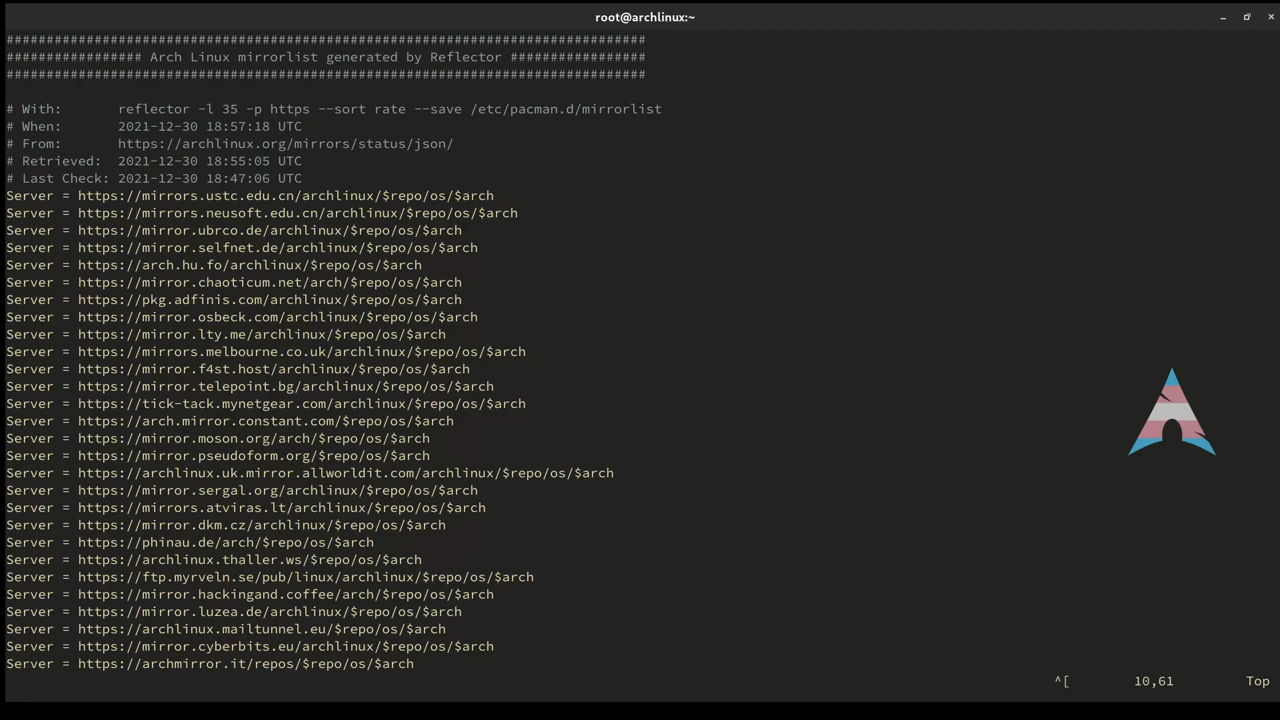 root@archlinux:~
################################################################################
################# Arch Linux mirrorlist generated by Reflector #################
################################################################################
# With:       reflector -l 35 -p https --sort rate --save /etc/pacman.d/mirrorlist
# When:       2021-12-30 18:57:18 UTC
# From:       https://archlinux.org/mirrors/status/json/
# Retrieved:  2021-12-30 18:55:05 UTC
# Last Check: 2021-12-30 18:47:06 UTC
Server = https://mirrors.ustc.edu.cn/archlinux/$repo/os/$arch
Server = https://mirrors.neusoft.edu.cn/archlinux/$repo/os/$arch
Server = https://mirror.ubrco.de/archlinux/$repo/os/$arch
Server = https://mirror.selfnet.de/archlinux/$repo/os/$arch
Server = https://arch.hu.fo/archlinux/$repo/os/$arch
Server = https://mirror.chaoticum.net/arch/$repo/os/$arch
Server = https://pkg.adfinis.com/archlinux/$repo/os/$arch
Server = https://mirror.osbeck.com/archlinux/$repo/os/$arch
Server = https://mirror.lty.me/archlinux/$repo/os/$arch
Server = https://mirrors.melbourne.co.uk/archlinux/$repo/os/$arch
Server = https://mirror.f4st.host/archlinux/$repo/os/$arch
Server = https://mirror.telepoint.bg/archlinux/$repo/os/$arch
Server = https://tick-tack.mynetgear.com/archlinux/$repo/os/$arch
Server = https://arch.mirror.constant.com/$repo/os/$arch
Server = https://mirror.moson.org/arch/$repo/os/$arch
Server = https://mirror.pseudoform.org/$repo/os/$arch
Server = https://archlinux.uk.mirror.allworldit.com/archlinux/$repo/os/$arch
Server = https://mirror.sergal.org/archlinux/$repo/os/$arch
Server = https://mirrors.atviras.lt/archlinux/$repo/os/$arch
Server = https://mirror.dkm.cz/archlinux/$repo/os/$arch
Server = https://phinau.de/arch/$repo/os/$arch
Server = https://archlinux.thaller.ws/$repo/os/$arch
Server = https://ftp.myrveln.se/pub/linux/archlinux/$repo/os/$arch
Server = https://mirror.hackingand.coffee/arch/$repo/os/$arch
Server = https://mirror.luzea.de/archlinux/$repo/os/$arch
Server = https://archlinux.mailtunnel.eu/$repo/os/$arch
Server = https://mirror.cyberbits.eu/archlinux/$repo/os/$arch
Server = https://archmirror.it/repos/$repo/os/$arch
^[        10,61         Top